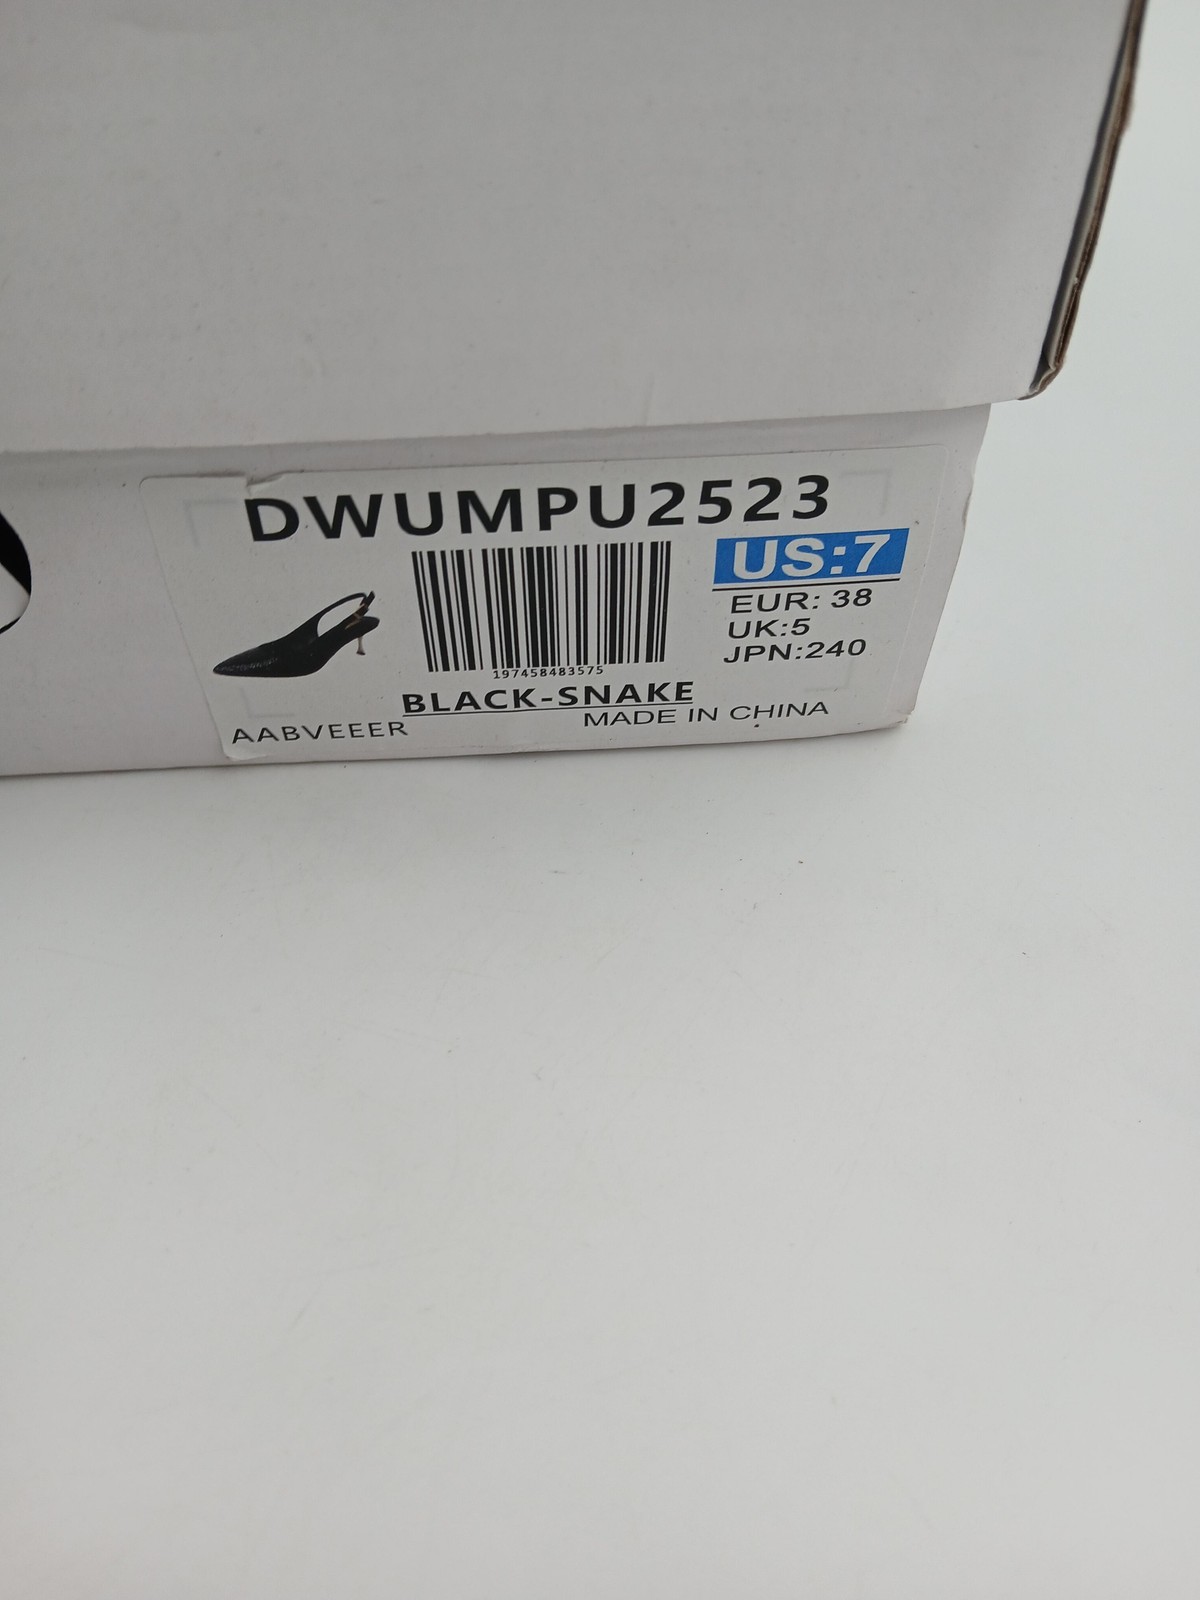 DWUMPU2523
US:7
EUR: 38
UK:5
JPN:240
197458483575
BLACK-SNAKE
AABVEEER
MADE IN CHINA